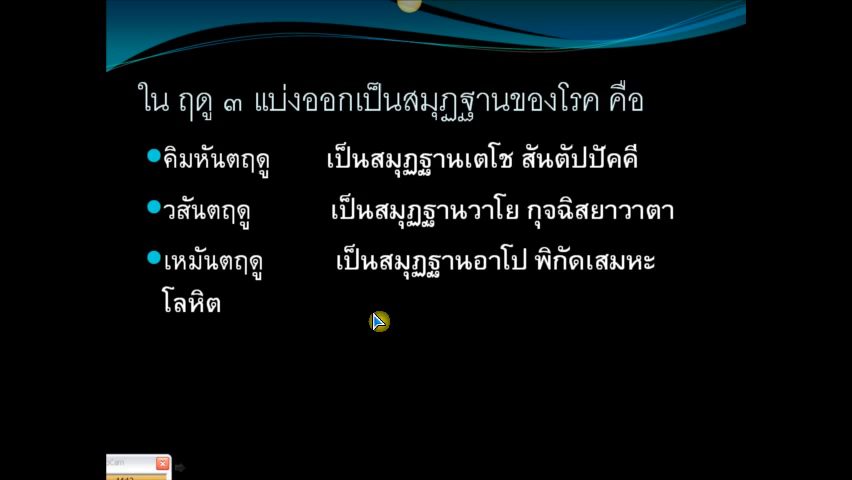 ใน ฤดู ๓ แบ่งออกเป็นสมุฏฐานของโรค คือ
คิมหันตฤดู เป็นสมุฏฐานเตโช สันตัปปัคคี
วสันตฤดู เป็นสมุฏฐานวาโย กุจฉิสยาวาตา
เหมันตฤดู เป็นสมุฏฐานอาโป พิกัดเสมหะ
โลหิต